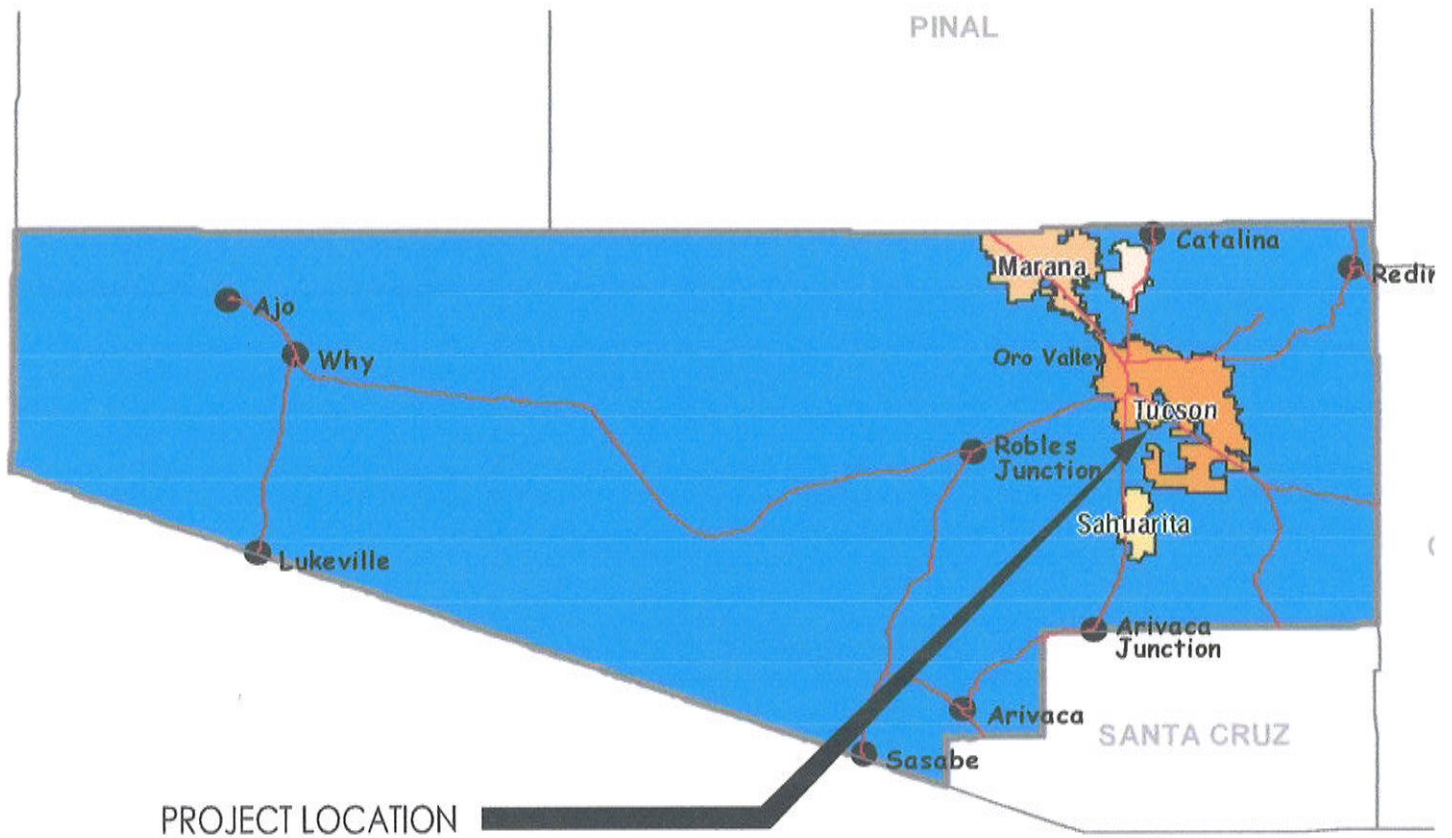 PINAL
Catalina
Marana
Redin
Ajo
Why
Oro Valley
Tucson
Robles
Junction
Sahuarita
Lukeville
Arivaca
Junction
Arivaca
SANTA CRUZ
Sasabe
PROJECT LOCATION